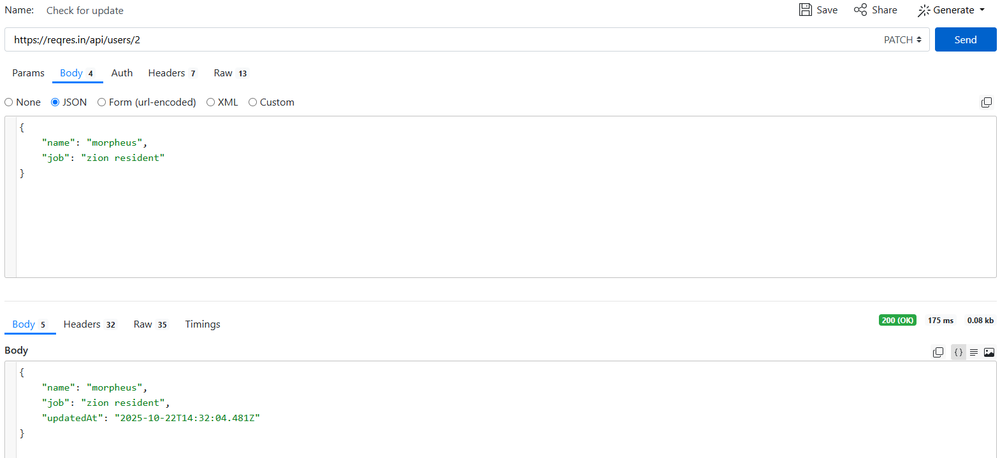 Name: Check for update Save Share Generate
https://reqres.in/api/users/2 PATCH Send
Params Body 4 Auth Headers 7 Raw 13
None JSON Form (url-encoded) XML Custom
{
    "name": "morpheus",
    "job": "zion resident"
}
Body 5 Headers 32 Raw 35 Timings 200 (OK) 175 ms 0.08 kb
Body {}
{
    "name": "morpheus",
    "job": "zion resident",
    "updatedAt": "2025-10-22T14:32:04.481Z"
}